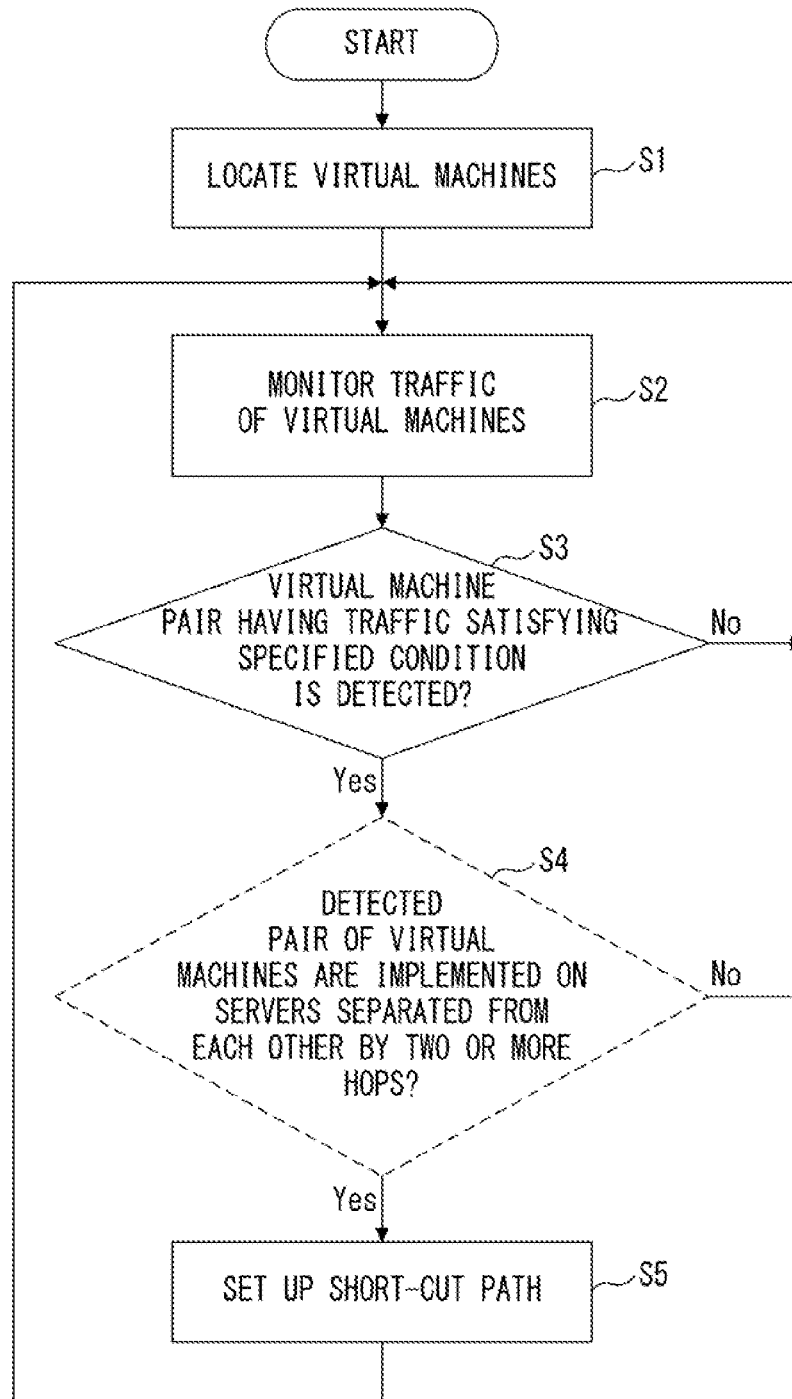 START
LOCATE VIRTUAL MACHINES
S1
MONITOR TRAFFIC
OF VIRTUAL MACHINES
S2
S3
VIRTUAL MACHINE
PAIR HAVING TRAFFIC SATISFYING
SPECIFIED CONDITION
IS DETECTED?
No
Yes
S4
DETECTED
PAIR OF VIRTUAL
MACHINES ARE IMPLEMENTED ON
SERVERS SEPARATED FROM
EACH OTHER BY TWO OR MORE
HOPS?
No
Yes
SET UP SHORT-CUT PATH
S5